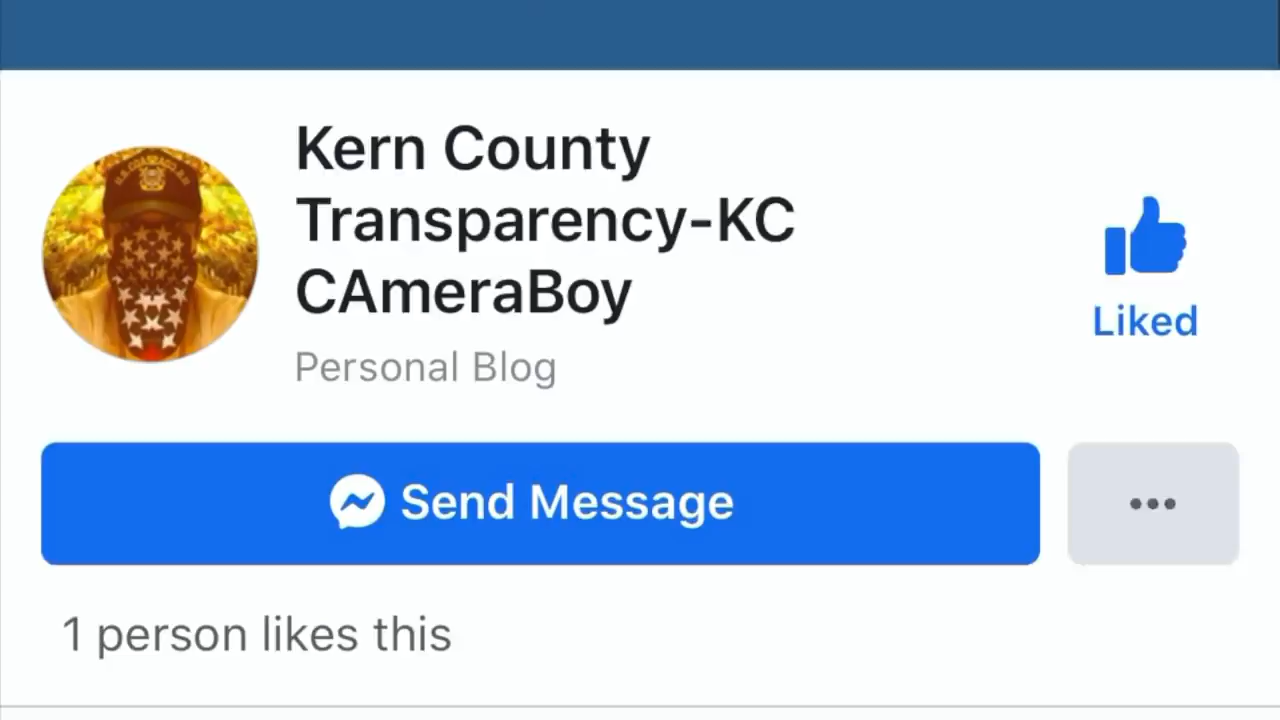 Kern County
Transparency-KC
CAmeraBoy
Personal Blog
Liked
Send Message
1 person likes this